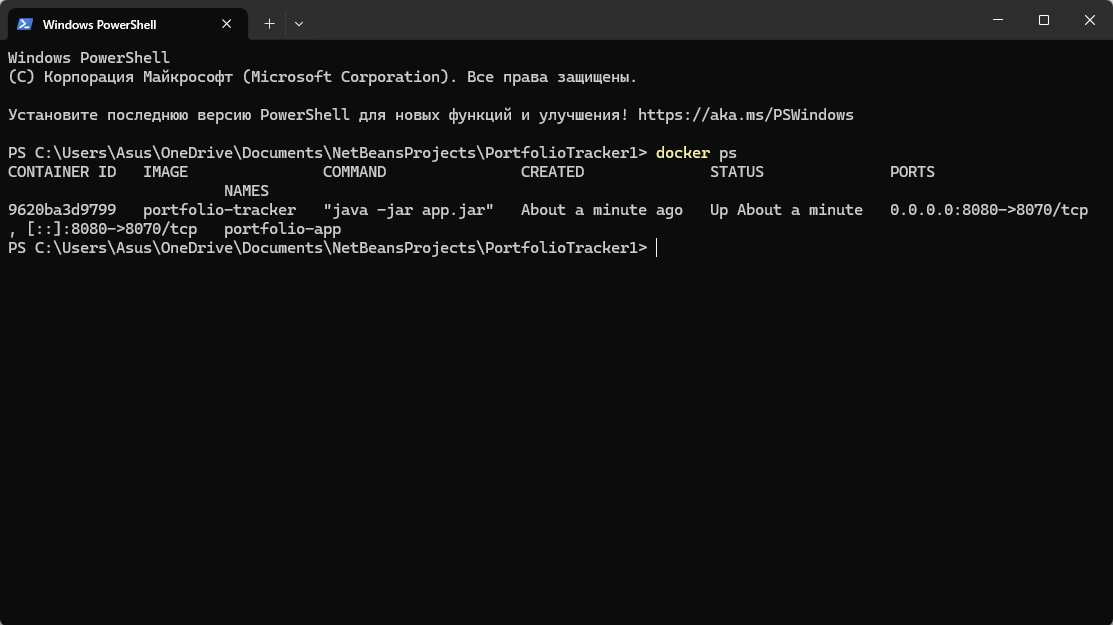 Windows PowerShell
Windows PowerShell
(C) Корпорация Майкрософт (Microsoft Corporation). Все права защищены.
Установите последнюю версию PowerShell для новых функций и улучшения! https://aka.ms/PSWindows
PS C:\Users\Asus\OneDrive\Documents\NetBeansProjects\PortfolioTracker1> docker ps
CONTAINER ID   IMAGE               COMMAND               CREATED              STATUS              PORTS
                        NAMES
9620ba3d9799   portfolio-tracker   "java -jar app.jar"   About a minute ago   Up About a minute   0.0.0.0:8080->8070/tcp
, [::]:8080->8070/tcp   portfolio-app
PS C:\Users\Asus\OneDrive\Documents\NetBeansProjects\PortfolioTracker1>